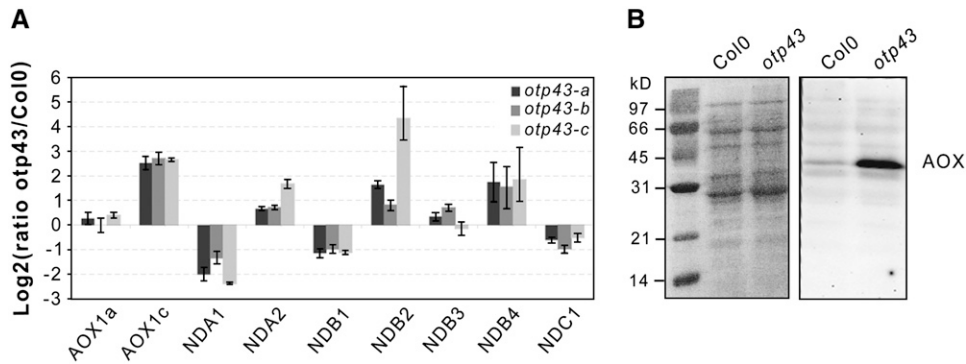 A
Log2(ratio otp43/Col0)
6
5
4
3
2
1
0
-1
-2
-3
otp43-a
otp43-b
otp43-c
AOX1a
AOX1c
NDA1
NDA2
NDB1
NDB2
NDB3
NDB4
NDC1
B
Col0
otp43
Col0
otp43
kD
97
66
45
31
21
14
AOX